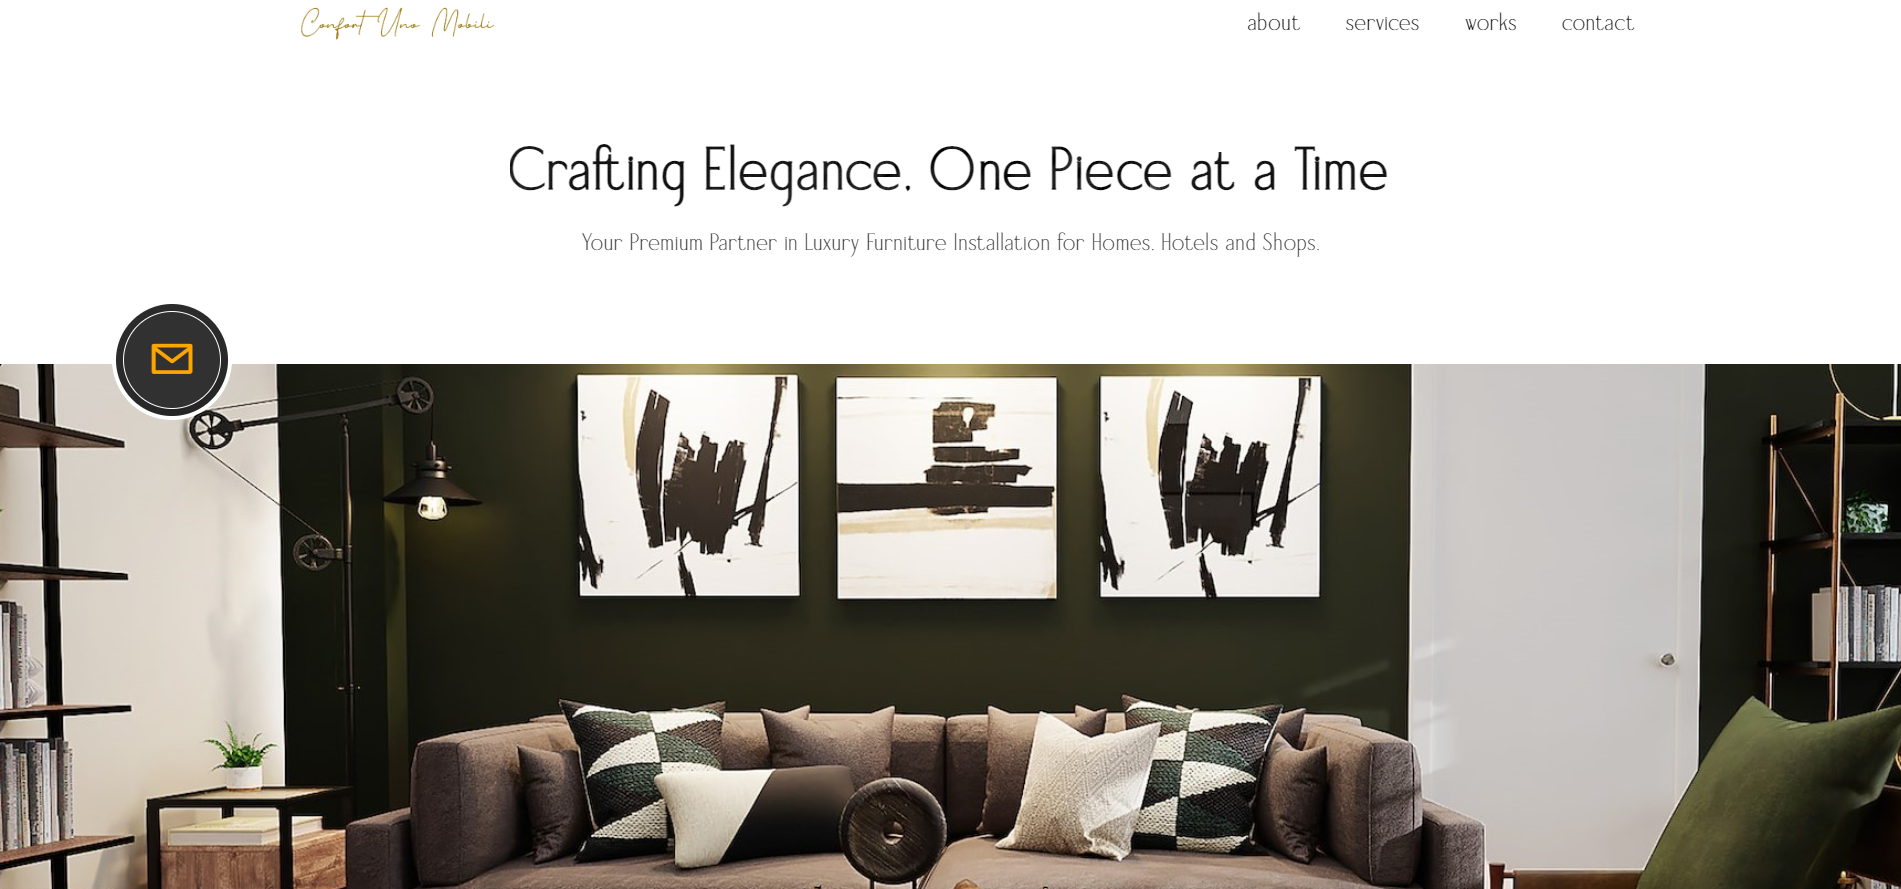 Confort Uno Mobili
about services works contact
Crafting Elegance, One Piece at a Time
Your Premium Partner in Luxury Furniture Installation for Homes, Hotels and Shops.